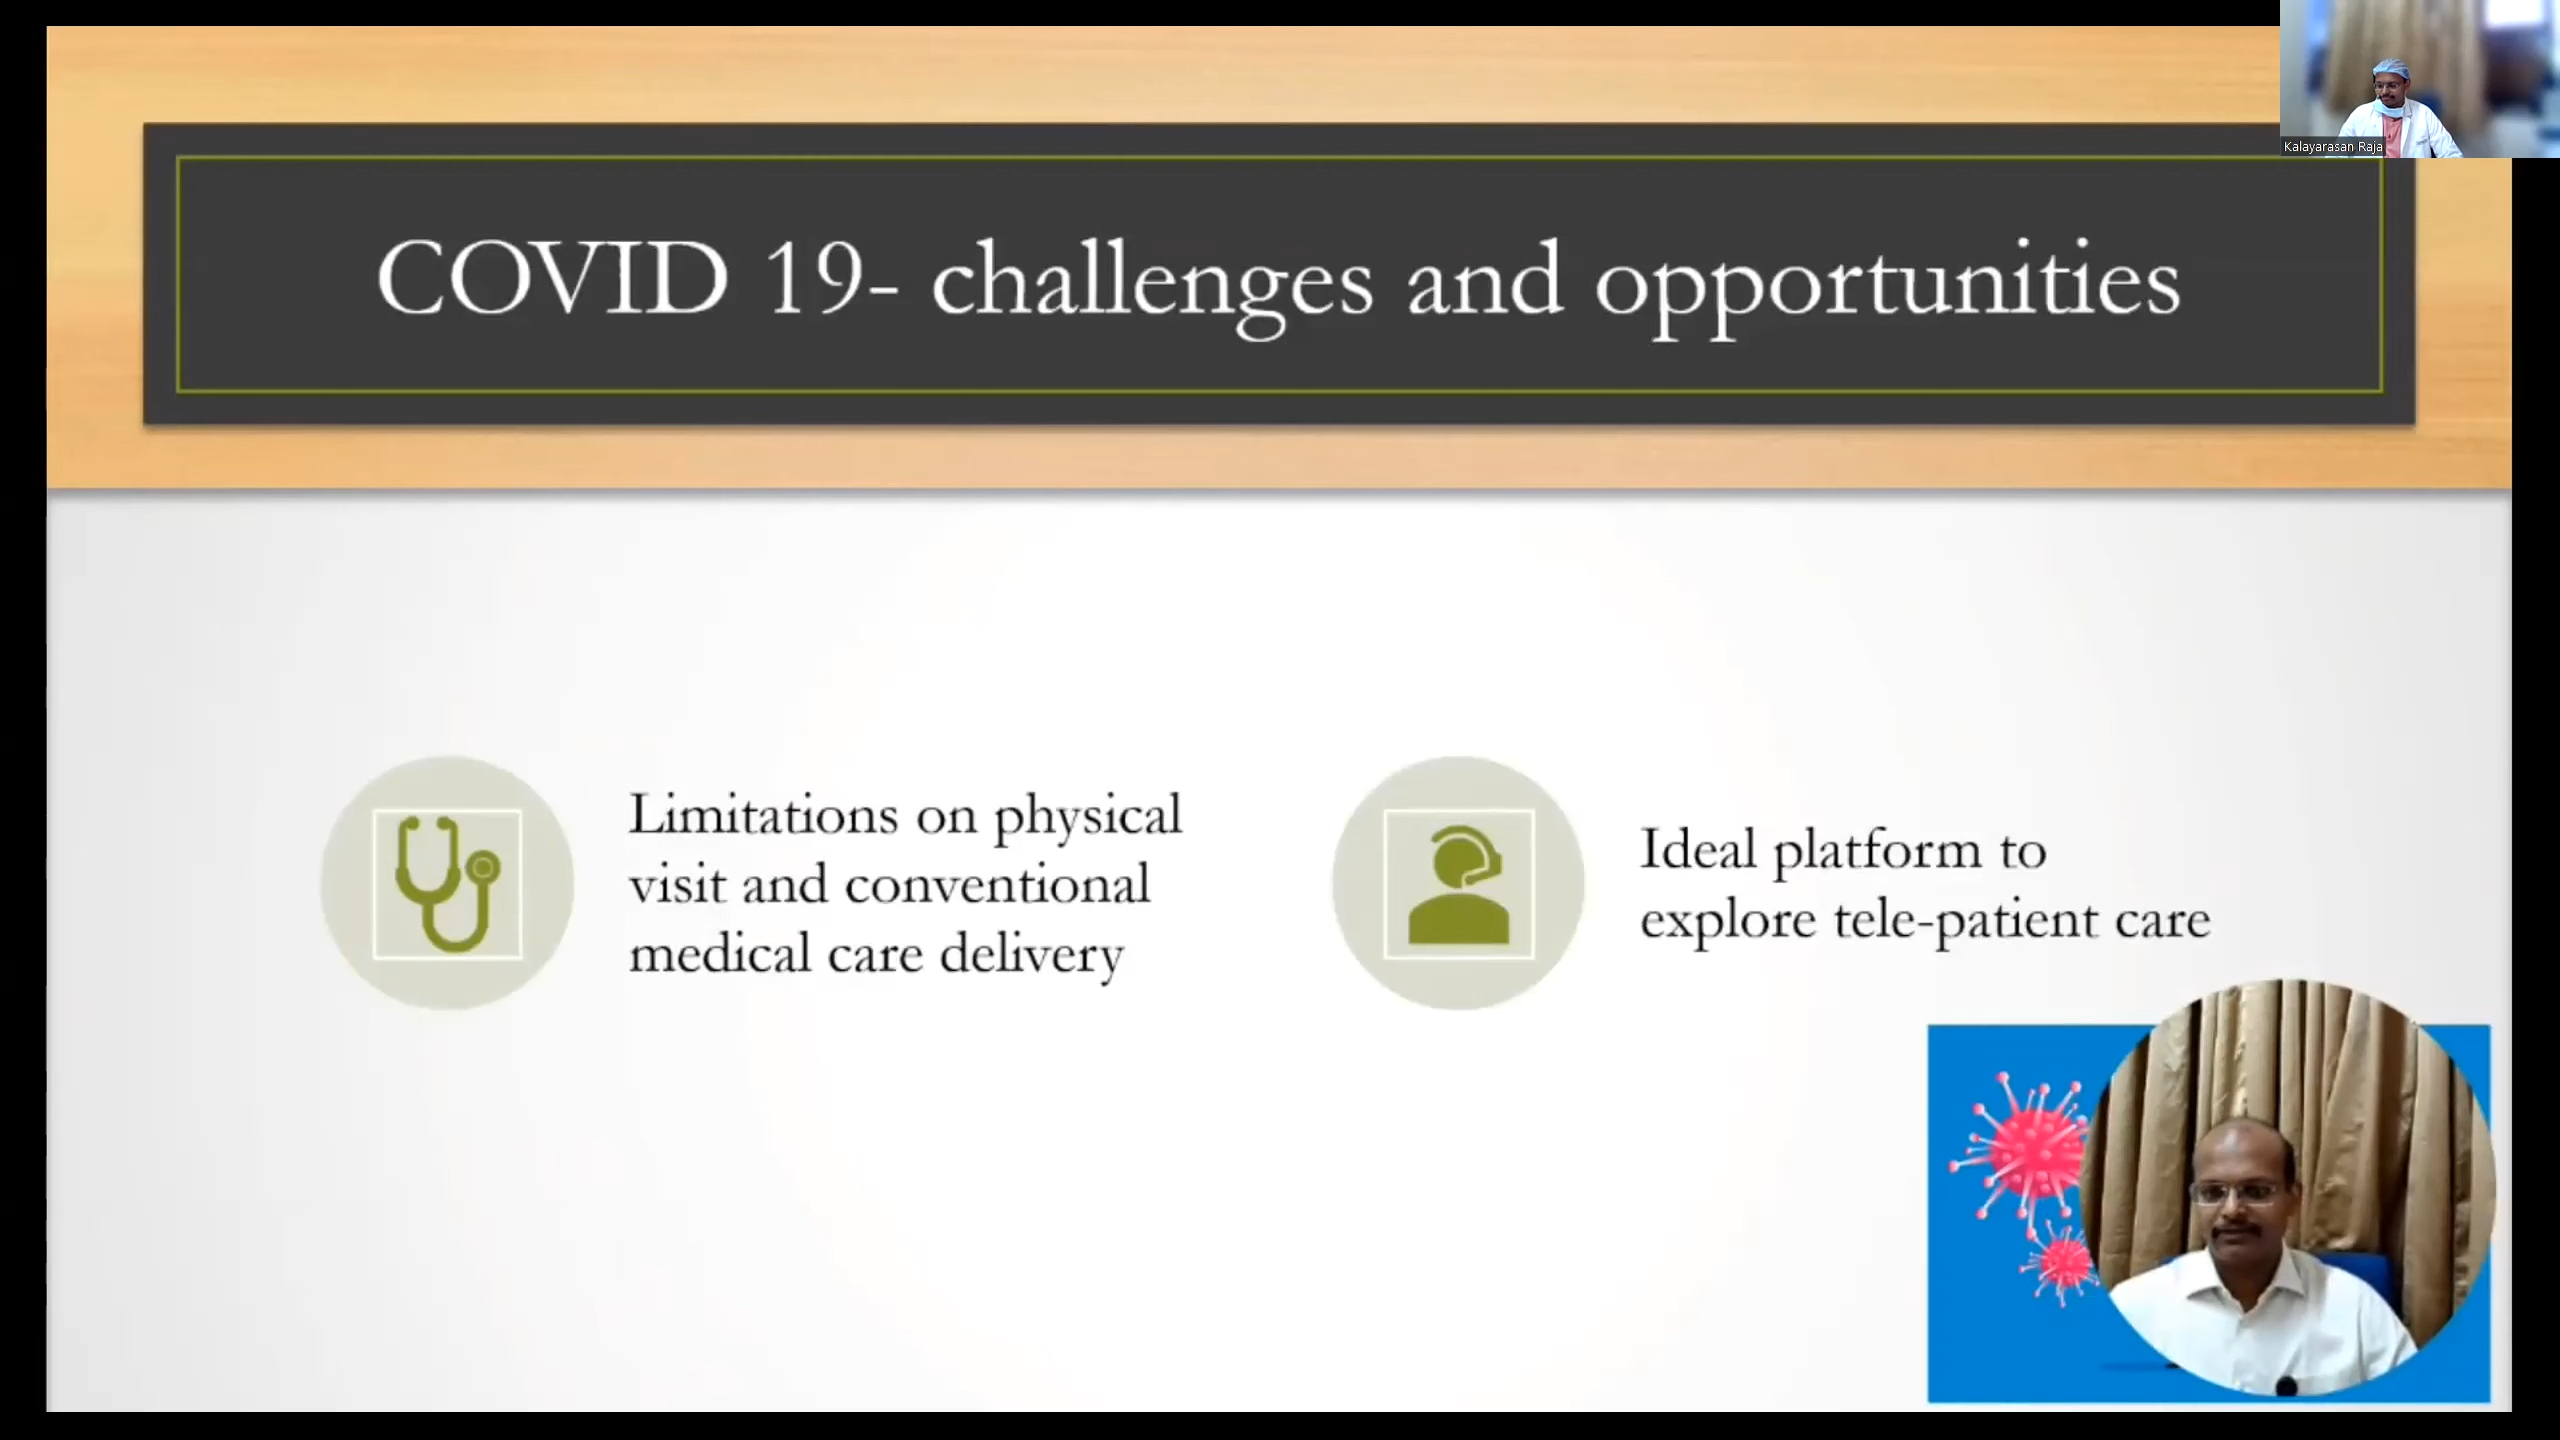 Kalayarasan Raja
COVID 19- challenges and opportunities
Limitations on physical
visit and conventional
medical care delivery
Ideal platform to
explore tele-patient care